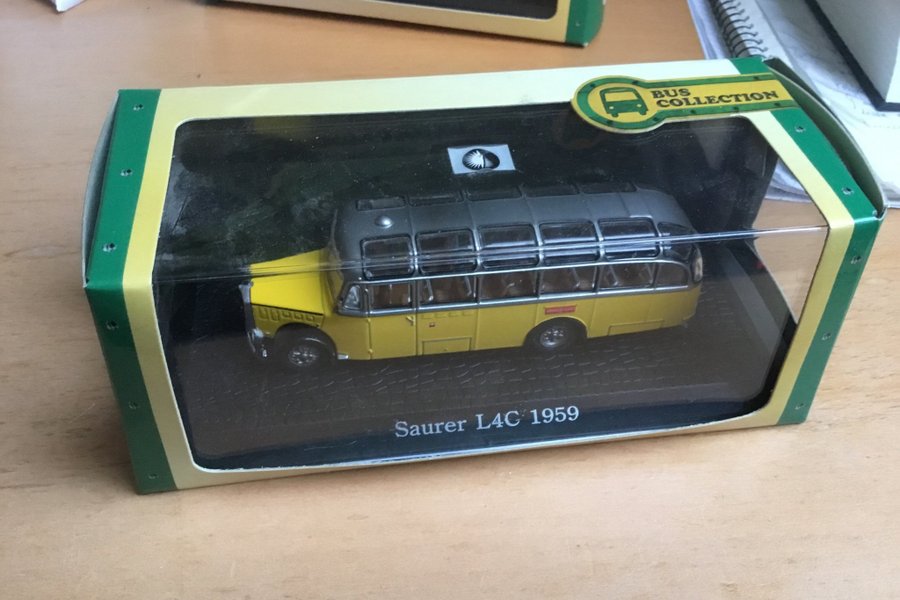 BUS
COLLECTION
Saurer L4C 1959